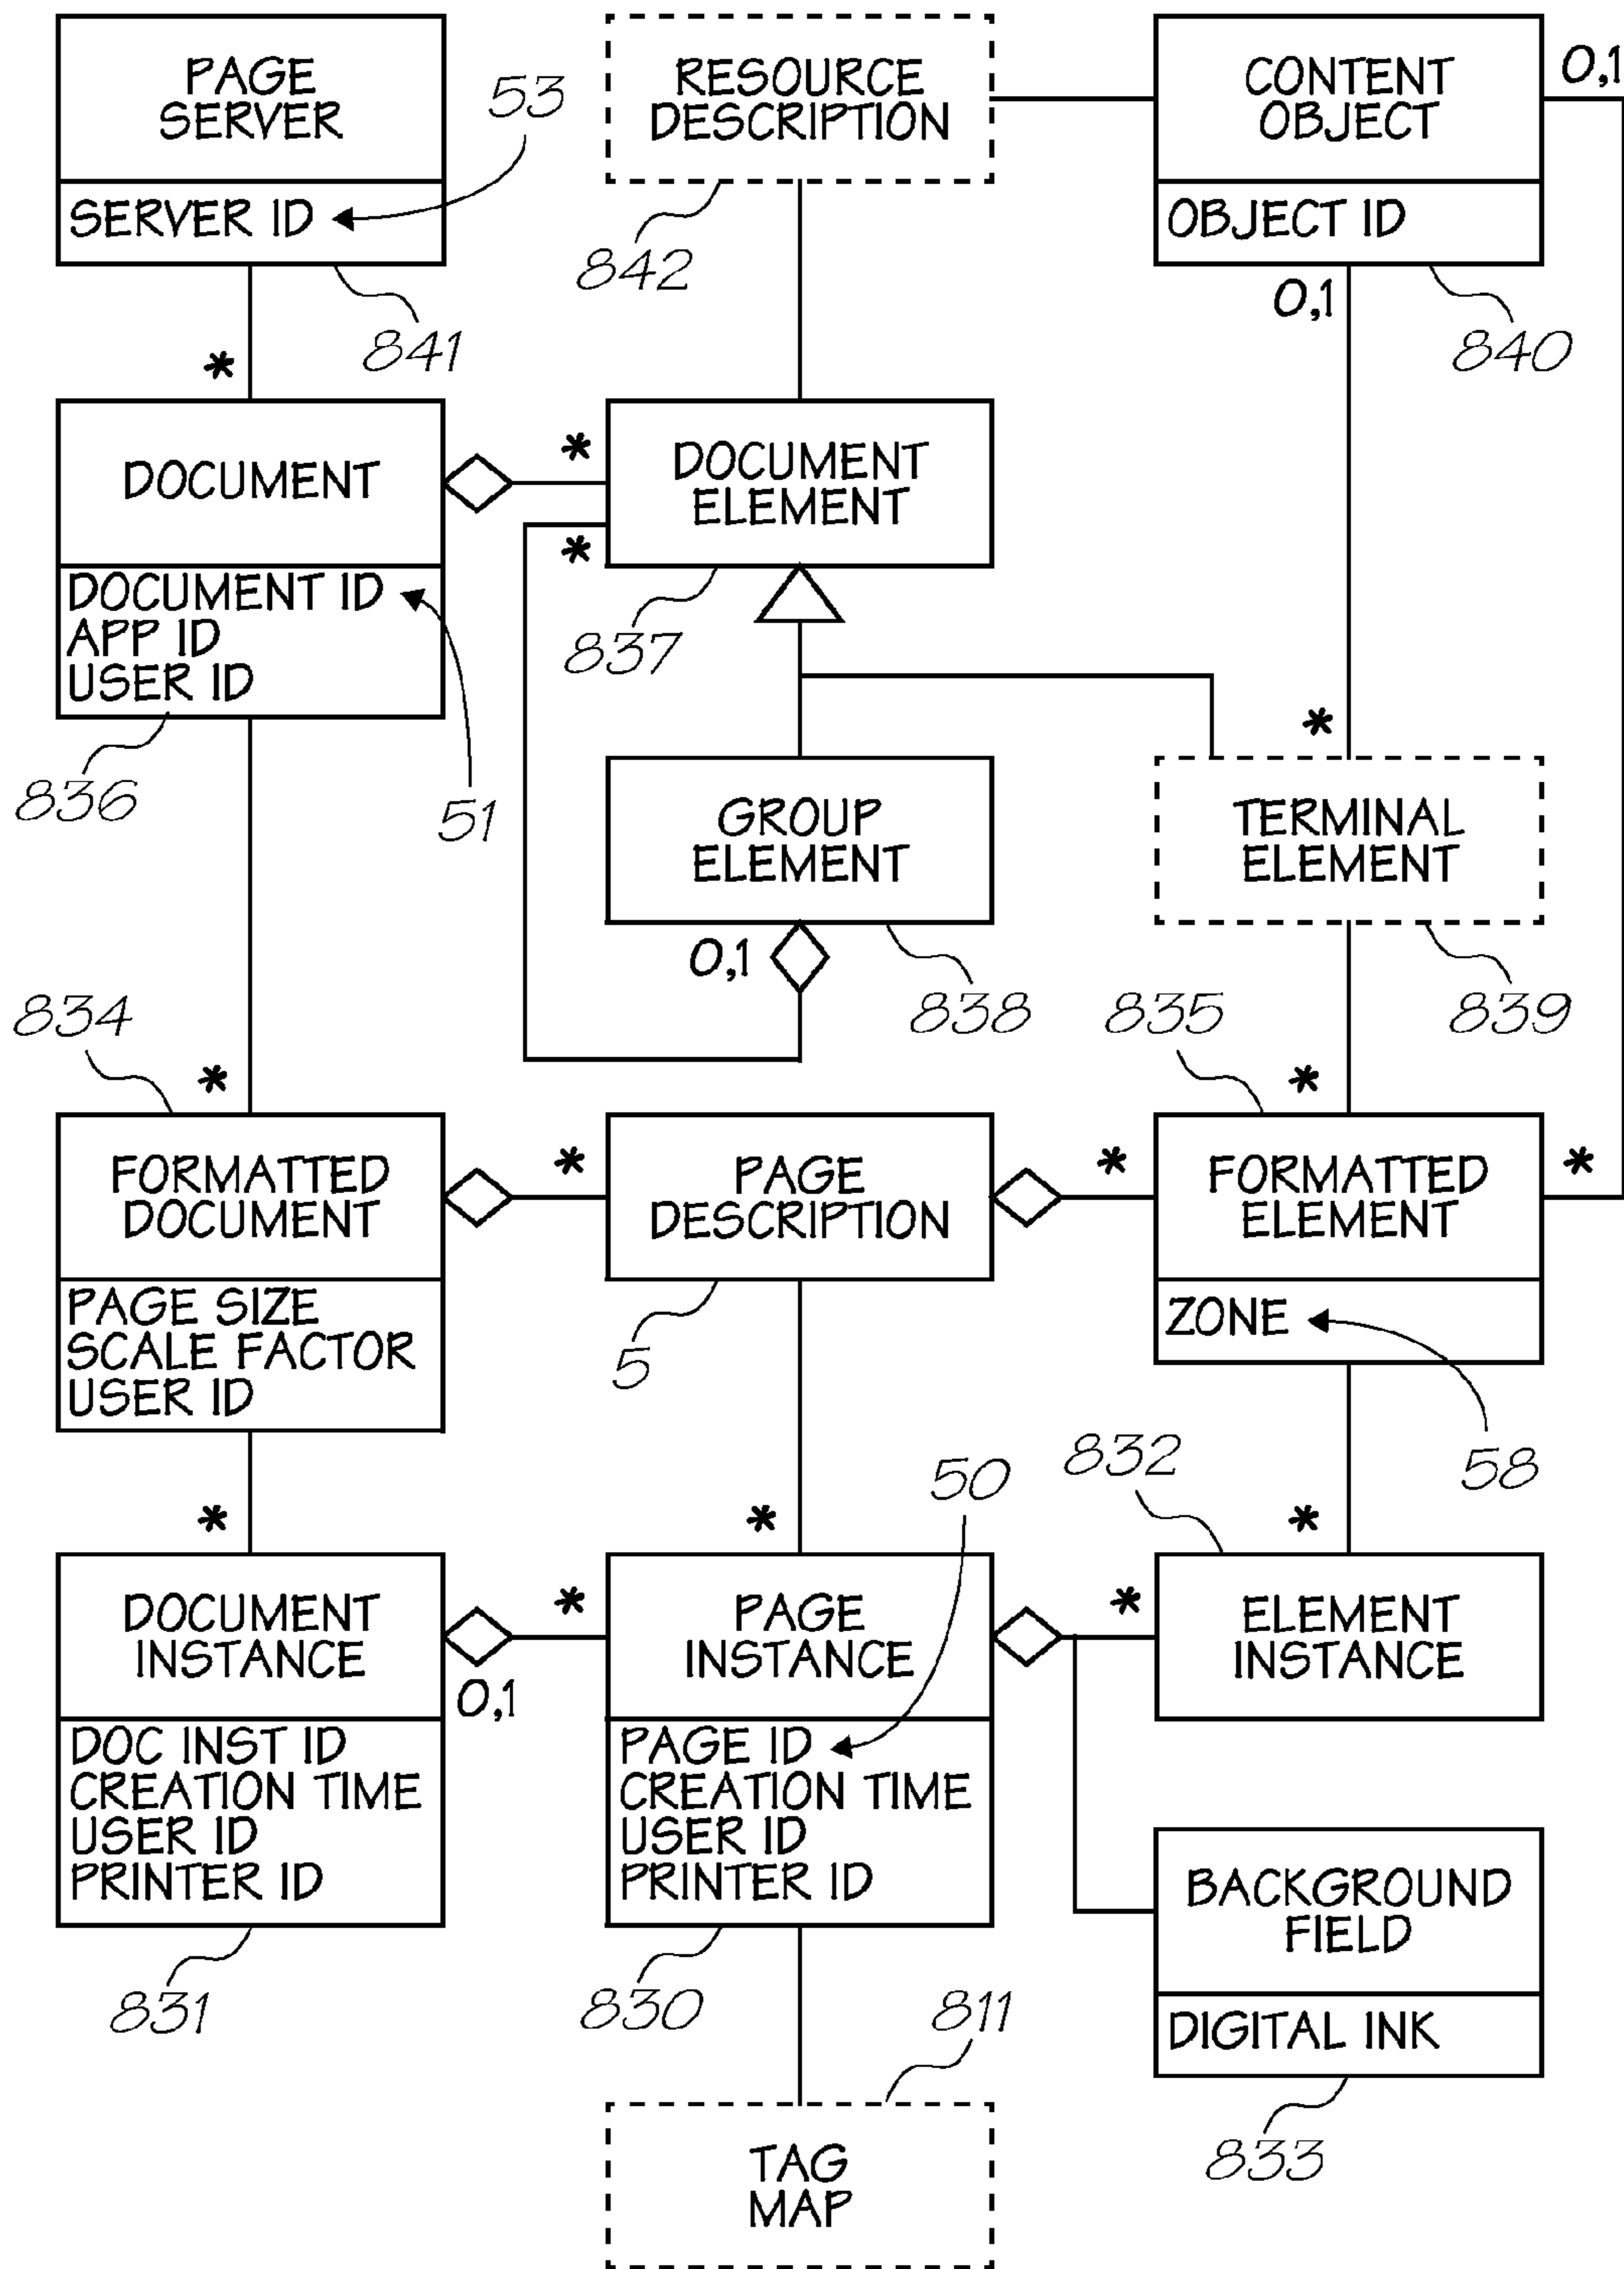 PAGE
SERVER
SERVER ID
53
841
RESOURCE
DESCRIPTION
842
CONTENT
OBJECT
OBJECT ID
0,1
0,1
840
*
DOCUMENT
DOCUMENT ID
APP ID
USER ID
836
51
*
*
DOCUMENT
ELEMENT
837
GROUP
ELEMENT
0,1
838
*
TERMINAL
ELEMENT
839
834
*
FORMATTED
DOCUMENT
PAGE SIZE
SCALE FACTOR
USER ID
*
PAGE
DESCRIPTION
5
835
*
*
*
FORMATTED
ELEMENT
ZONE
58
*
DOCUMENT
INSTANCE
DOC INST ID
CREATION TIME
USER ID
PRINTER ID
831
0,1
*
*
50
PAGE
INSTANCE
PAGE ID
CREATION TIME
USER ID
PRINTER ID
830
832
*
*
ELEMENT
INSTANCE
BACKGROUND
FIELD
DIGITAL INK
833
811
TAG
MAP